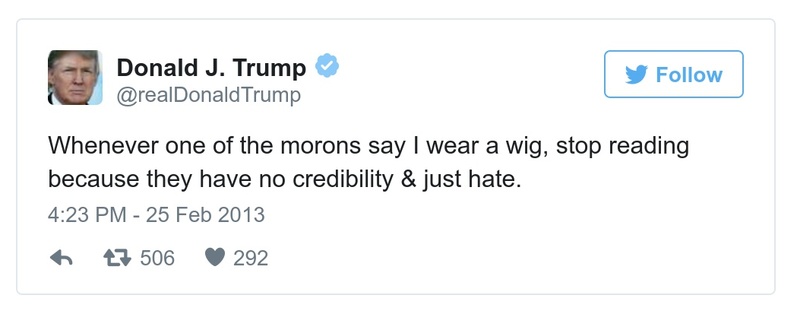 Donald J. Trump
@realDonaldTrump
Follow
Whenever one of the morons say I wear a wig, stop reading
because they have no credibility & just hate.
4:23 PM - 25 Feb 2013
506 292